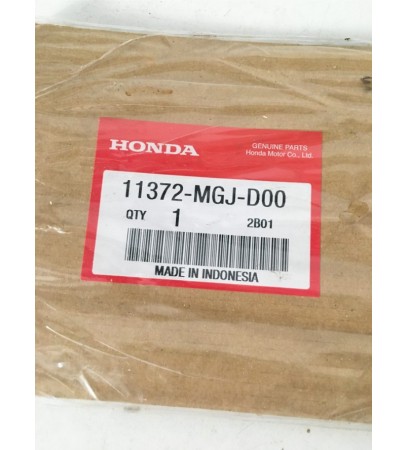 HONDA
GENUINE PARTS
Honda Motor Co., Ltd.
11372-MGJ-D00
QTY 1 2B01
MADE IN INDONESIA